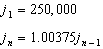 j₁ = 250,000
jₙ = 1.00375jₙ₋₁